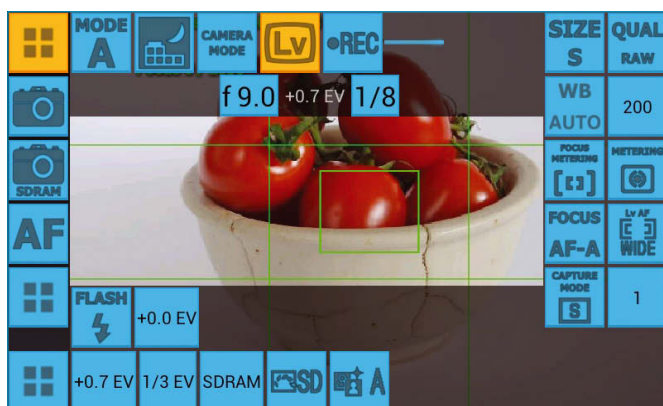 MODE
A
CAMERA
MODE
Lv
●REC
SIZE
S
QUAL
RAW
f 9.0
+0.7 EV
1/8
WB
AUTO
200
SDRAM
FOCUS
METERING
METERING
AF
FOCUS
AF-A
Lv AF
WIDE
FLASH
+0.0 EV
CAPTURE
MODE
S
1
+0.7 EV
1/3 EV
SDRAM
SD
A